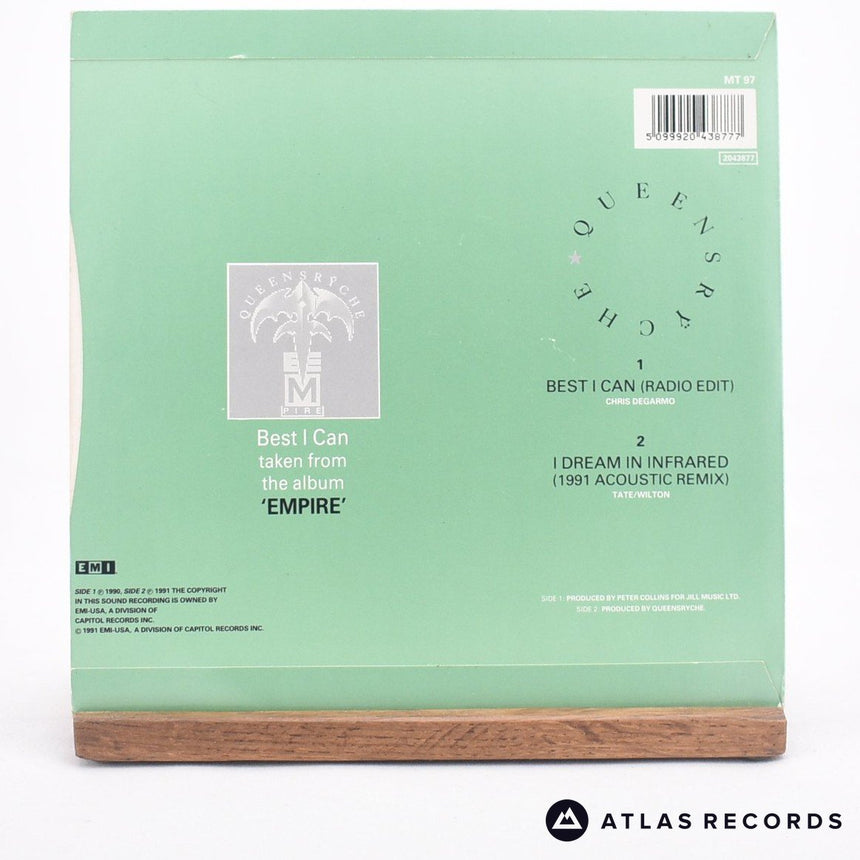 MT 97
5 099920 438777
2043877
QUEENSRŸCHE
QUEENSRŸCHE
EMPIRE
Best I Can
taken from
the album
'EMPIRE'
1
BEST I CAN (RADIO EDIT)
CHRIS DEGARMO
2
I DREAM IN INFRARED
(1991 ACOUSTIC REMIX)
TATE/WILTON
EMI
SIDE 1 ℗ 1990, SIDE 2 ℗ 1991 THE COPYRIGHT
IN THIS SOUND RECORDING IS OWNED BY
EMI-USA, A DIVISION OF
CAPITOL RECORDS INC.
© 1991 EMI-USA, A DIVISION OF CAPITOL RECORDS INC.
SIDE 1: PRODUCED BY PETER COLLINS FOR JILL MUSIC LTD.
SIDE 2: PRODUCED BY QUEENSRYCHE.
ATLAS RECORDS